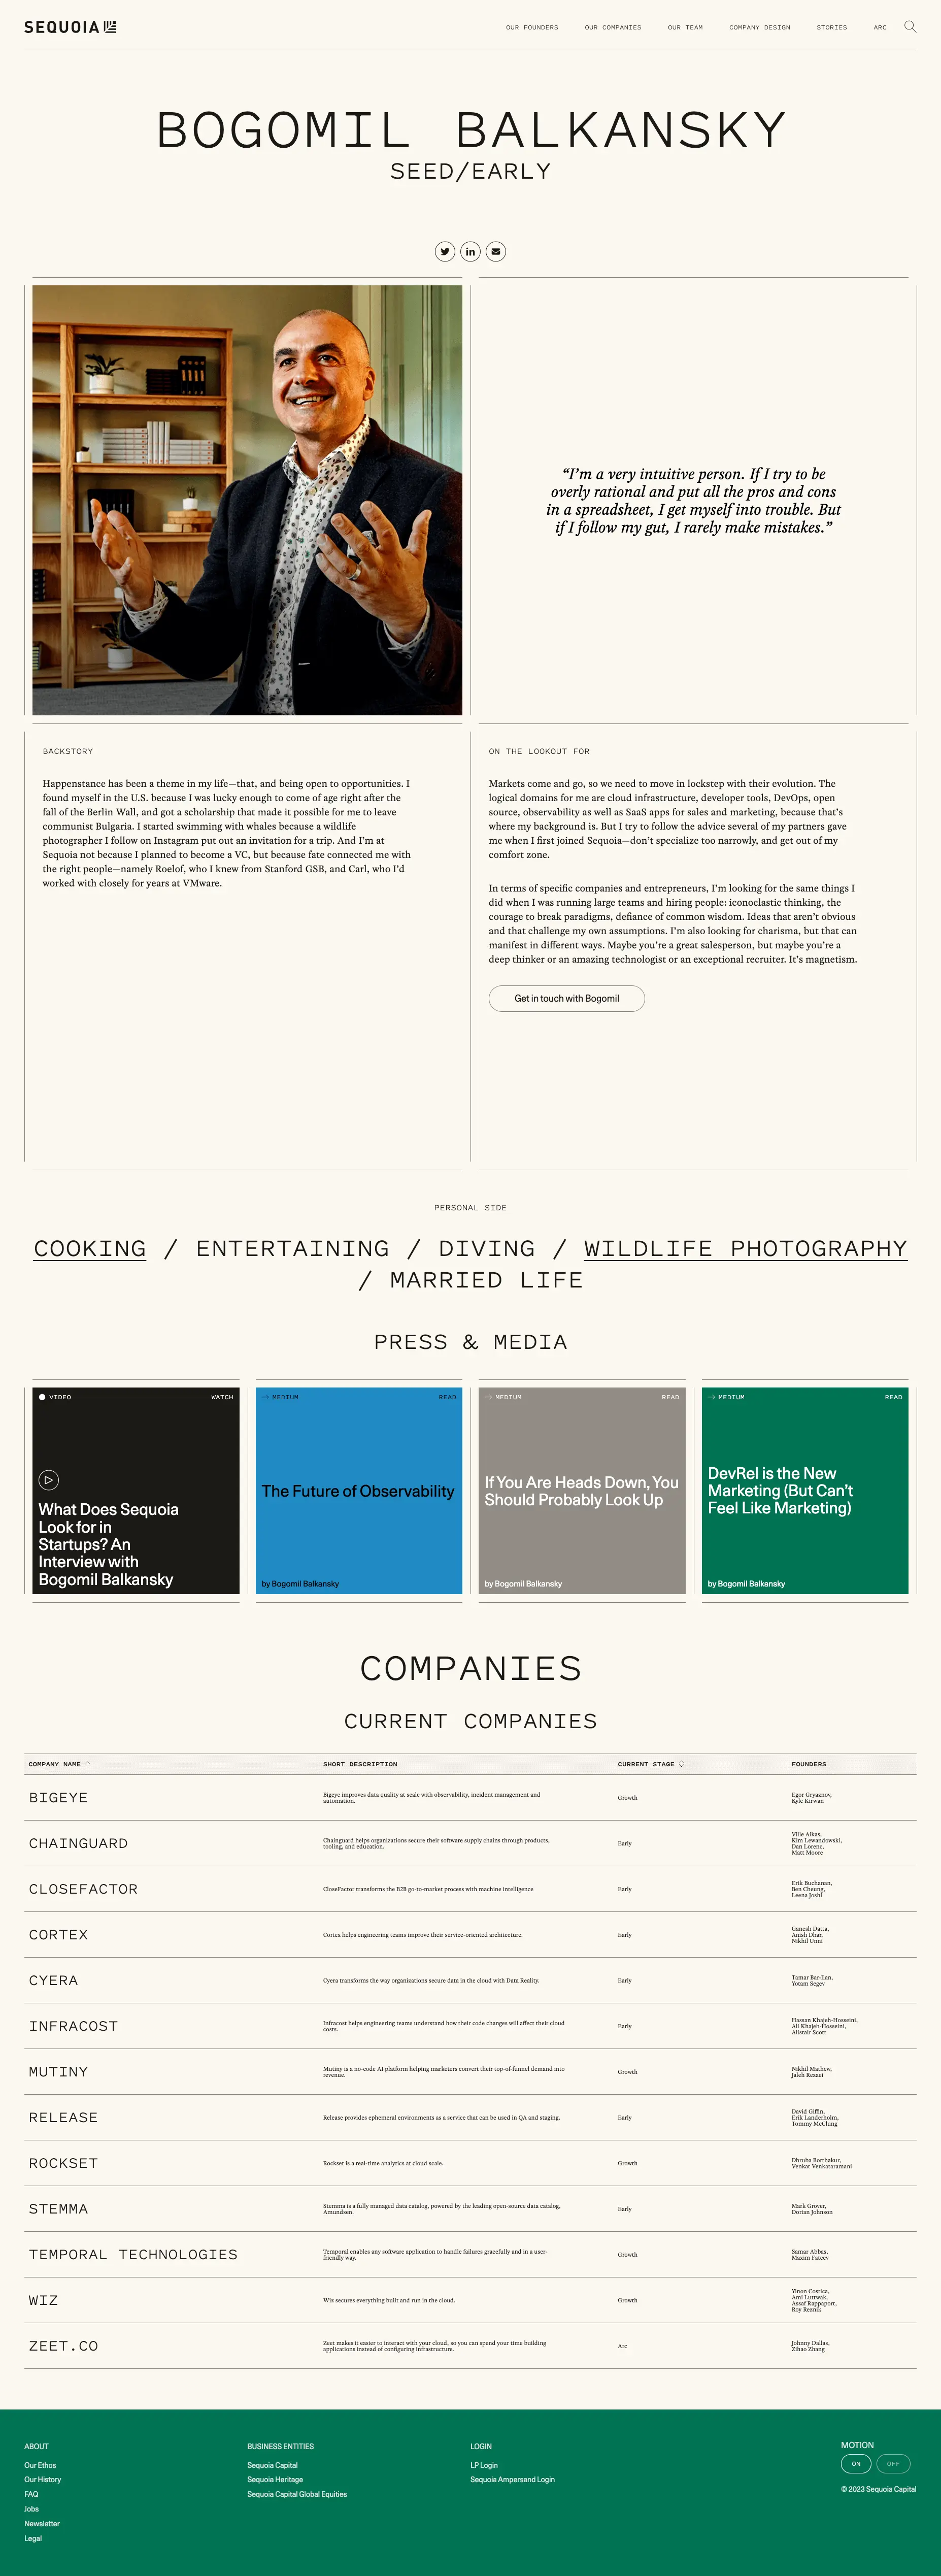 SEQUOIA
OUR FOUNDERS
OUR COMPANIES
OUR TEAM
COMPANY DESIGN
STORIES
ARC
BOGOMIL BALKANSKY
SEED/EARLY
“I’m a very intuitive person. If I try to be
overly rational and put all the pros and cons
in a spreadsheet, I get myself into trouble. But
if I follow my gut, I rarely make mistakes.”
BACKSTORY
Happenstance has been a theme in my life—that, and being open to opportunities. I
found myself in the U.S. because I was lucky enough to come of age right after the
fall of the Berlin Wall, and got a scholarship that made it possible for me to leave
communist Bulgaria. I started swimming with whales because a wildlife
photographer I follow on Instagram put out an invitation for a trip. And I’m at
Sequoia not because I planned to become a VC, but because fate connected me with
the right people—namely Roelof, who I knew from Stanford GSB, and Carl, who I’d
worked with closely for years at VMware.
ON THE LOOKOUT FOR
Markets come and go, so we need to move in lockstep with their evolution. The
logical domains for me are cloud infrastructure, developer tools, DevOps, open
source, observability as well as SaaS apps for sales and marketing, because that’s
where my background is. But I try to follow the advice several of my partners gave
me when I first joined Sequoia—don’t specialize too narrowly, and get out of my
comfort zone.
In terms of specific companies and entrepreneurs, I’m looking for the same things I
did when I was running large teams and hiring people: iconoclastic thinking, the
courage to break paradigms, defiance of common wisdom. Ideas that aren’t obvious
and that challenge my own assumptions. I’m also looking for charisma, but that can
manifest in different ways. Maybe you’re a great salesperson, but maybe you’re a
deep thinker or an amazing technologist or an exceptional recruiter. It’s magnetism.
Get in touch with Bogomil
PERSONAL SIDE
COOKING / ENTERTAINING / DIVING / WILDLIFE PHOTOGRAPHY
/ MARRIED LIFE
PRESS & MEDIA
VIDEO
WATCH
What Does Sequoia
Look for in
Startups? An
Interview with
Bogomil Balkansky
MEDIUM
READ
The Future of Observability
by Bogomil Balkansky
MEDIUM
READ
If You Are Heads Down, You
Should Probably Look Up
by Bogomil Balkansky
MEDIUM
READ
DevRel is the New
Marketing (But Can’t
Feel Like Marketing)
by Bogomil Balkansky
COMPANIES
CURRENT COMPANIES
COMPANY NAME
SHORT DESCRIPTION
CURRENT STAGE
FOUNDERS
BIGEYE
Bigeye improves data quality at scale with observability, incident management and
automation.
Growth
Egor Gryaznov,
Kyle Kirwan
CHAINGUARD
Chainguard helps organizations secure their software supply chains through products,
tooling, and education.
Early
Ville Aikas,
Kim Lewandowski,
Dan Lorenc,
Matt Moore
CLOSEFACTOR
CloseFactor transforms the B2B go-to-market process with machine intelligence
Early
Erik Buchanan,
Ben Cheung,
Leena Joshi
CORTEX
Cortex helps engineering teams improve their service-oriented architecture.
Early
Ganesh Datta,
Anish Dhar,
Nikhil Unni
CYERA
Cyera transforms the way organizations secure data in the cloud with Data Reality.
Early
Tamar Bar-Ilan,
Yotam Segev
INFRACOST
Infracost helps engineering teams understand how their code changes will affect their cloud
costs.
Early
Hassan Khajeh-Hosseini,
Ali Khajeh-Hosseini,
Alistair Scott
MUTINY
Mutiny is a no-code AI platform helping marketers convert their top-of-funnel demand into
revenue.
Growth
Nikhil Mathew,
Jaleh Rezaei
RELEASE
Release provides ephemeral environments as a service that can be used in QA and staging.
Early
David Giffin,
Erik Landerholm,
Tommy McClung
ROCKSET
Rockset is a real-time analytics at cloud scale.
Growth
Dhruba Borthakur,
Venkat Venkataramani
STEMMA
Stemma is a fully managed data catalog, powered by the leading open-source data catalog,
Amundsen.
Early
Mark Grover,
Dorian Johnson
TEMPORAL TECHNOLOGIES
Temporal enables any software application to handle failures gracefully and in a user-
friendly way.
Growth
Samar Abbas,
Maxim Fateev
WIZ
Wiz secures everything built and run in the cloud.
Growth
Yinon Costica,
Ami Luttwak,
Assaf Rappaport,
Roy Reznik
ZEET.CO
Zeet makes it easier to interact with your cloud, so you can spend your time building
applications instead of configuring infrastructure.
Arc
Johnny Dallas,
Zihao Zhang
ABOUT
Our Ethos
Our History
FAQ
Jobs
Newsletter
Legal
BUSINESS ENTITIES
Sequoia Capital
Sequoia Heritage
Sequoia Capital Global Equities
LOGIN
LP Login
Sequoia Ampersand Login
MOTION
ON
OFF
© 2023 Sequoia Capital